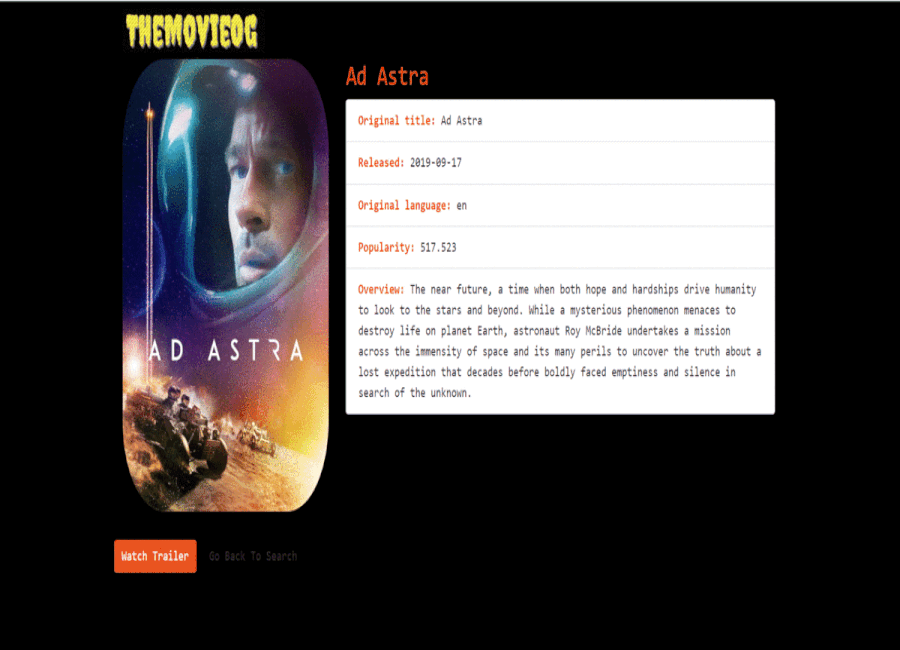 THEMOVIEOG
Ad Astra
Original title: Ad Astra
Released: 2019-09-17
Original language: en
Popularity: 517.523
Overview: The near future, a time when both hope and hardships drive humanity
to look to the stars and beyond. While a mysterious phenomenon menaces to
destroy life on planet Earth, astronaut Roy McBride undertakes a mission
across the immensity of space and its many perils to uncover the truth about a
lost expedition that decades before boldly faced emptiness and silence in
search of the unknown.
AD ASTRA
Watch Trailer Go Back To Search